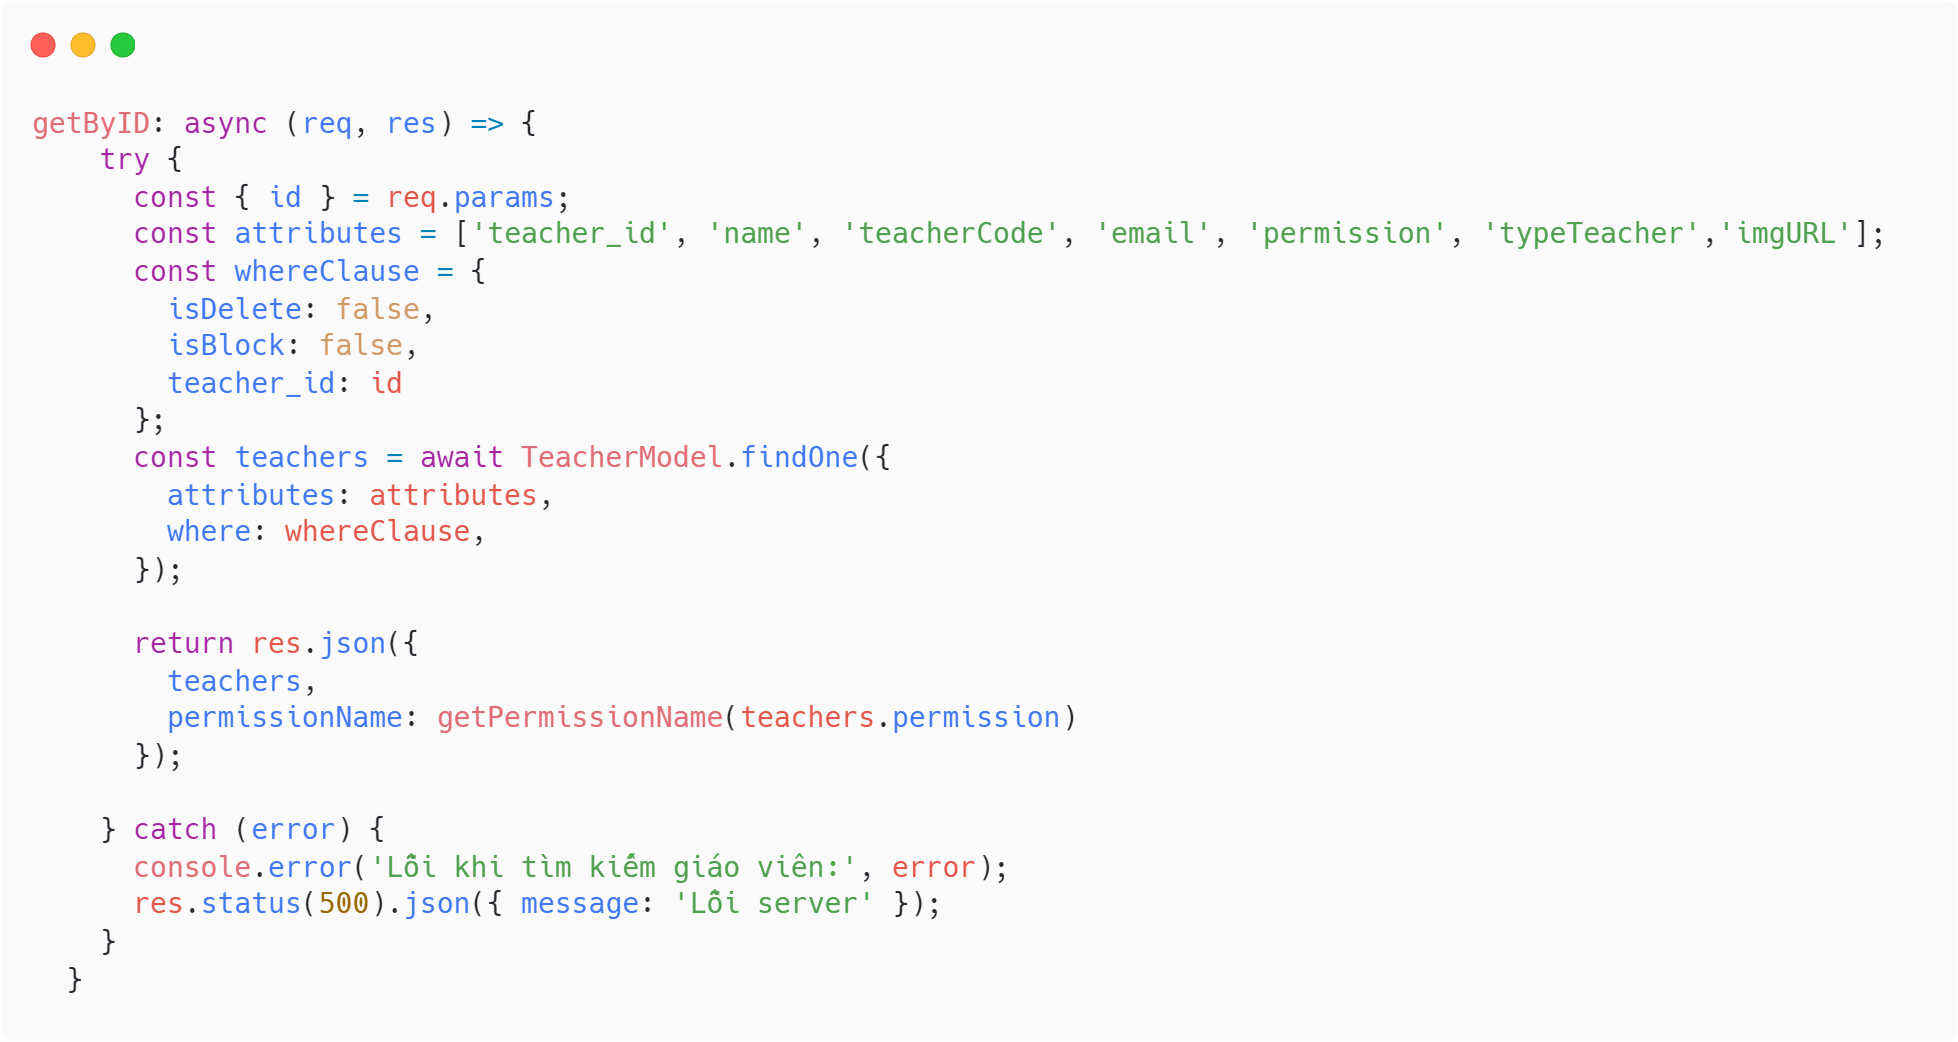 getByID: async (req, res) => {
    try {
      const { id } = req.params;
      const attributes = ['teacher_id', 'name', 'teacherCode', 'email', 'permission', 'typeTeacher','imgURL'];
      const whereClause = {
        isDelete: false,
        isBlock: false,
        teacher_id: id
      };
      const teachers = await TeacherModel.findOne({
        attributes: attributes,
        where: whereClause,
      });

      return res.json({
        teachers,
        permissionName: getPermissionName(teachers.permission)
      });

    } catch (error) {
      console.error('Lỗi khi tìm kiếm giáo viên:', error);
      res.status(500).json({ message: 'Lỗi server' });
    }
  }